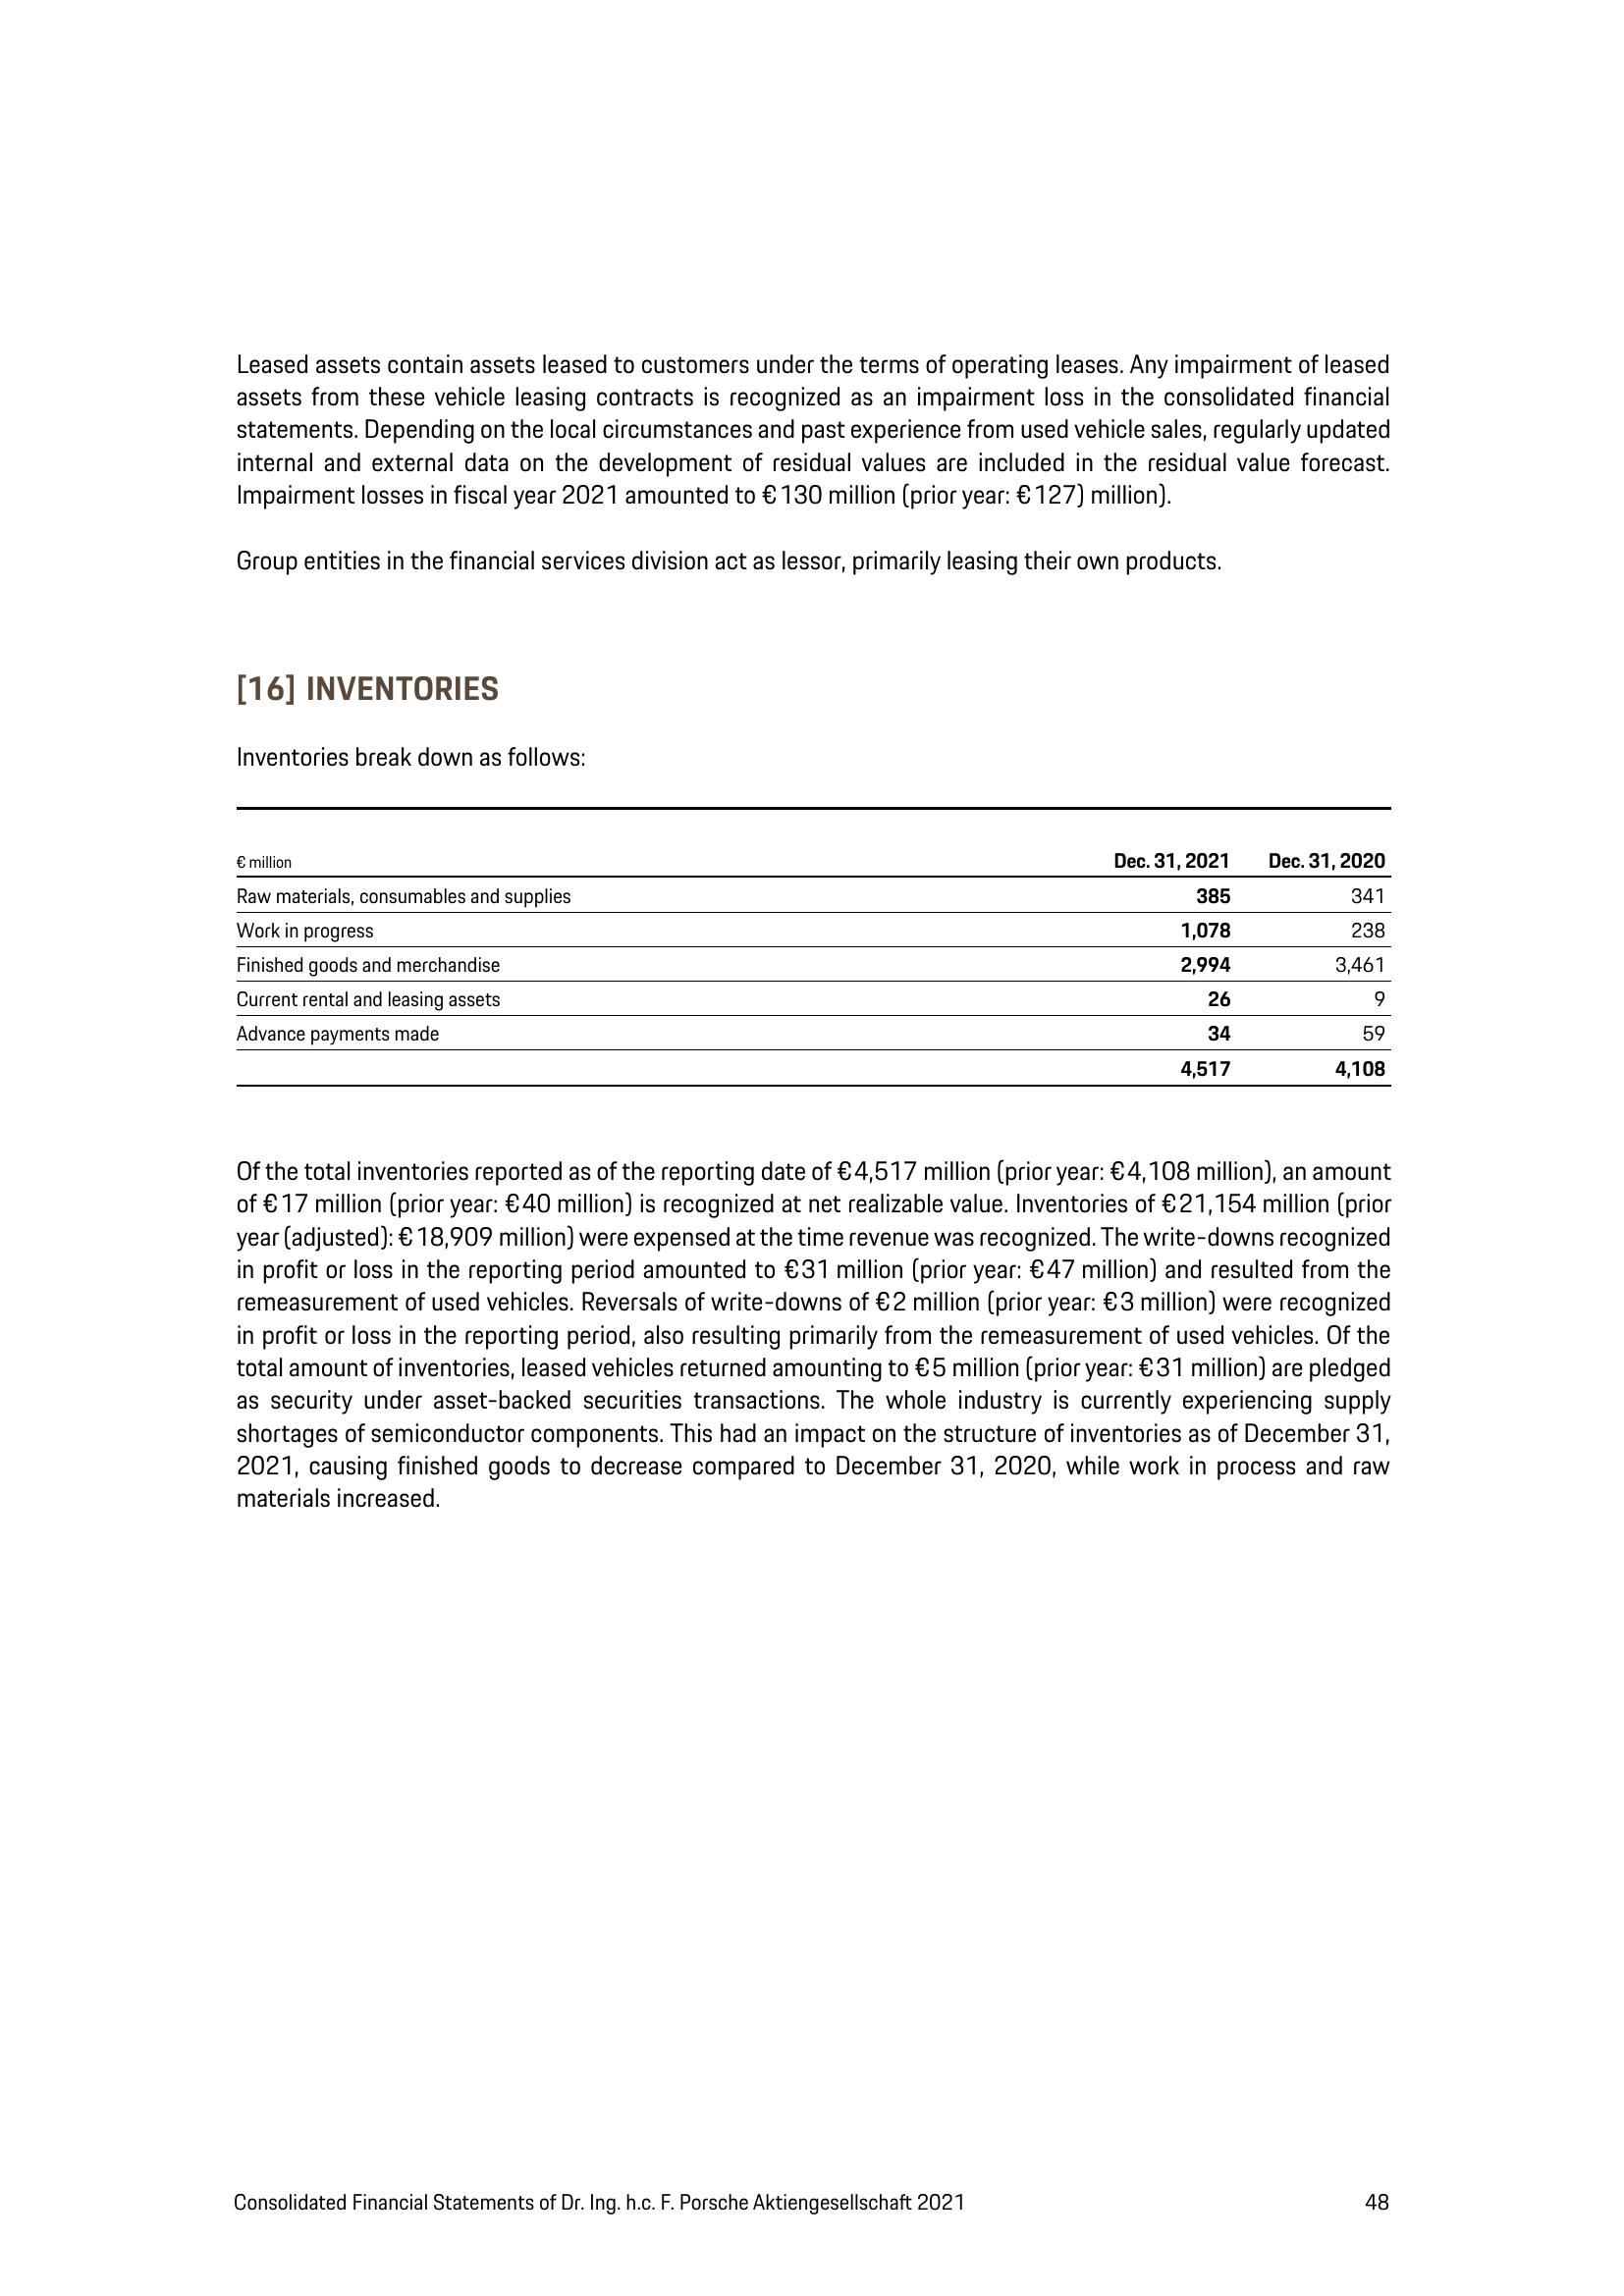 Leased assets contain assets leased to customers under the terms of operating leases. Any impairment of leased
assets from these vehicle leasing contracts is recognized as an impairment loss in the consolidated financial
statements. Depending on the local circumstances and past experience from used vehicle sales, regularly updated
internal and external data on the development of residual values are included in the residual value forecast.
Impairment losses in fiscal year 2021 amounted to €130 million (prior year: €127) million).
Group entities in the financial services division act as lessor, primarily leasing their own products.
[16] INVENTORIES
Inventories break down as follows:
€ million Dec. 31, 2021 Dec. 31, 2020
Raw materials, consumables and supplies 385 341
Work in progress 1,078 238
Finished goods and merchandise 2,994 3,461
Current rental and leasing assets 26 9
Advance payments made 34 59
4,517 4,108
Of the total inventories reported as of the reporting date of €4,517 million (prior year: €4,108 million), an amount
of €17 million (prior year: €40 million) is recognized at net realizable value. Inventories of €21,154 million (prior
year (adjusted): €18,909 million) were expensed at the time revenue was recognized. The write-downs recognized
in profit or loss in the reporting period amounted to €31 million (prior year: €47 million) and resulted from the
remeasurement of used vehicles. Reversals of write-downs of €2 million (prior year: €3 million) were recognized
in profit or loss in the reporting period, also resulting primarily from the remeasurement of used vehicles. Of the
total amount of inventories, leased vehicles returned amounting to €5 million (prior year: €31 million) are pledged
as security under asset-backed securities transactions. The whole industry is currently experiencing supply
shortages of semiconductor components. This had an impact on the structure of inventories as of December 31,
2021, causing finished goods to decrease compared to December 31, 2020, while work in process and raw
materials increased.
Consolidated Financial Statements of Dr. Ing. h.c. F. Porsche Aktiengesellschaft 2021 48